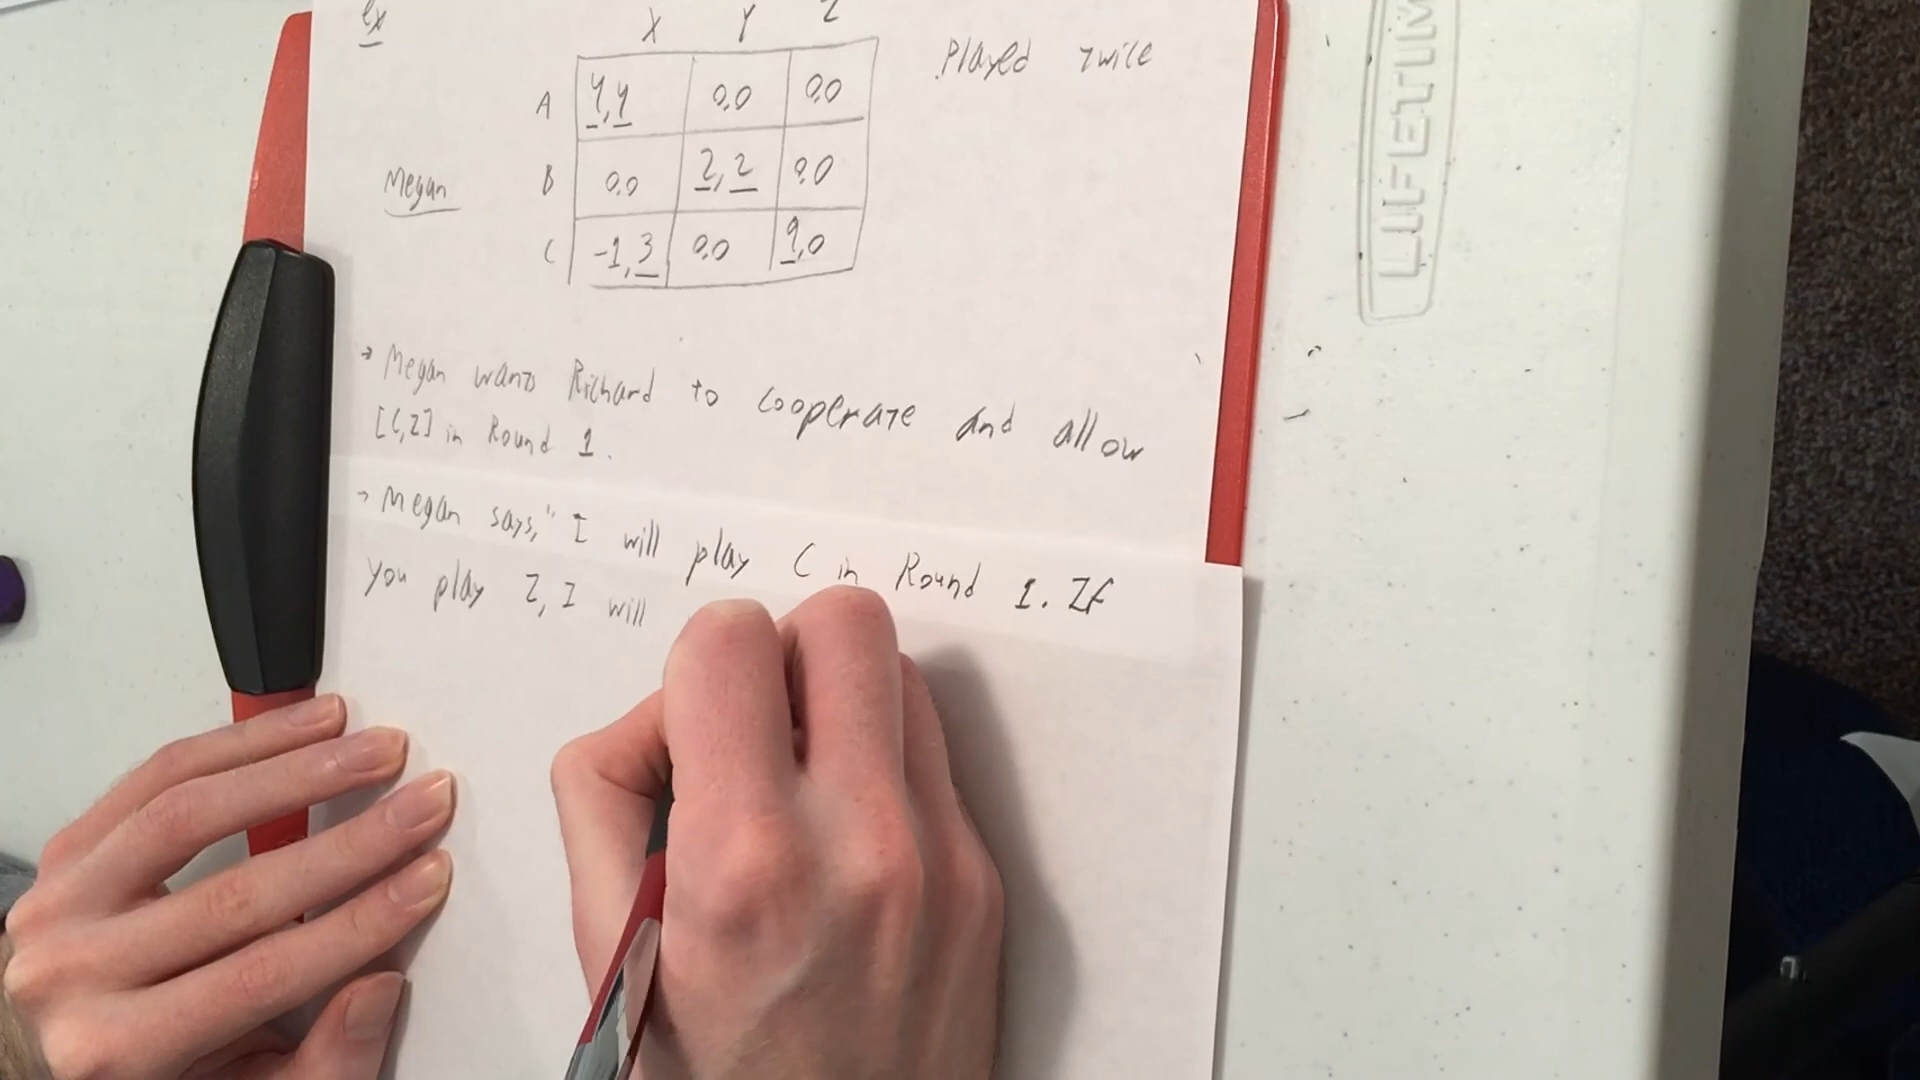 Ex
X Y Z
Played Twice
A 4,4 0,0 0,0
Megan
B 0,0 2,2 0,0
C -1,3 0,0 9,0
→ Megan wants Richard to cooperate and allow
[C,Z] in Round 1.
→ Megan says, "I will play C in Round 1. If
you play Z, I will
LIFETIM